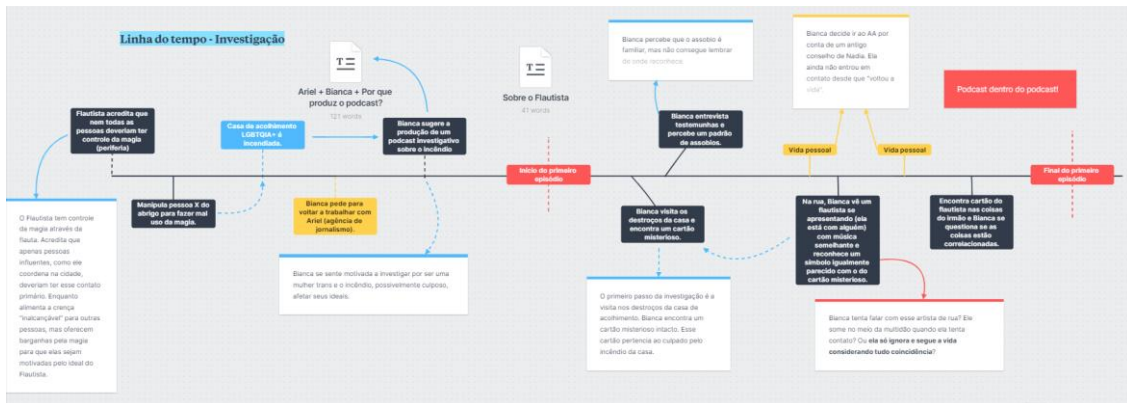 Linha do tempo - Investigação
Ariel + Bianca + Por que
produz o podcast?
121 words
Sobre o Flautista
41 words
Bianca percebe que o assobio é
familiar, mas não consegue lembrar
de onde reconhece.
Bianca decide ir ao AA por
conta de um antigo
conselho de Nadia. Ela
ainda não entrou em
contato desde que "voltou a
vida".
Podcast dentro do podcast!
Flautista acredita que
nem todas as
pessoas deveriam ter
controle da magia
(periferia)
Casa de acolhimento
LGBTQIA+ é
incendiada.
Bianca sugere a
produção de um
podcast investigativo
sobre o incêndio
Bianca entrevista
testemunhas e
percebe um padrão
de assobios.
Vida pessoal
Vida pessoal
Início do primeiro
episódio
Final do primeiro
episódio
Manipula pessoa X do
abrigo para fazer mal
uso da magia.
Bianca pede para
voltar a trabalhar com
Ariel (agência de
jornalismo).
Bianca visita os
destroços da casa e
encontra um cartão
misterioso.
Na rua, Bianca vê um
flautista se
apresentando (ela
está com alguém)
com música
semelhante e
reconhece um
símbolo igualmente
parecido com o do
cartão misterioso.
Encontra cartão do
flautista nas coisas
do irmão e Bianca se
questiona se as
coisas estão
correlacionadas.
O Flautista tem controle
da magia através da
flauta. Acredita que
apenas pessoas
influentes, como ele
coordena na cidade,
deveriam ter esse contato
primário. Enquanto
alimenta a crença
"inalcançável" para outras
pessoas, mas oferecem
barganhas pela magia
para que elas sejam
motivadas pelo ideal do
Flautista.
Bianca se sente motivada a investigar por ser uma
mulher trans e o incêndio, possivelmente culposo,
afetar seus ideais.
O primeiro passo da investigação é a
visita nos destroços da casa de
acolhimento. Bianca encontra um
cartão misterioso intacto. Esse
cartão pertencia ao culpado pelo
incêndio da casa.
Bianca tenta falar com esse artista de rua? Ele
some no meio da multidão quando ela tenta
contato? Ou ela só ignora e segue a vida
considerando tudo coincidência?